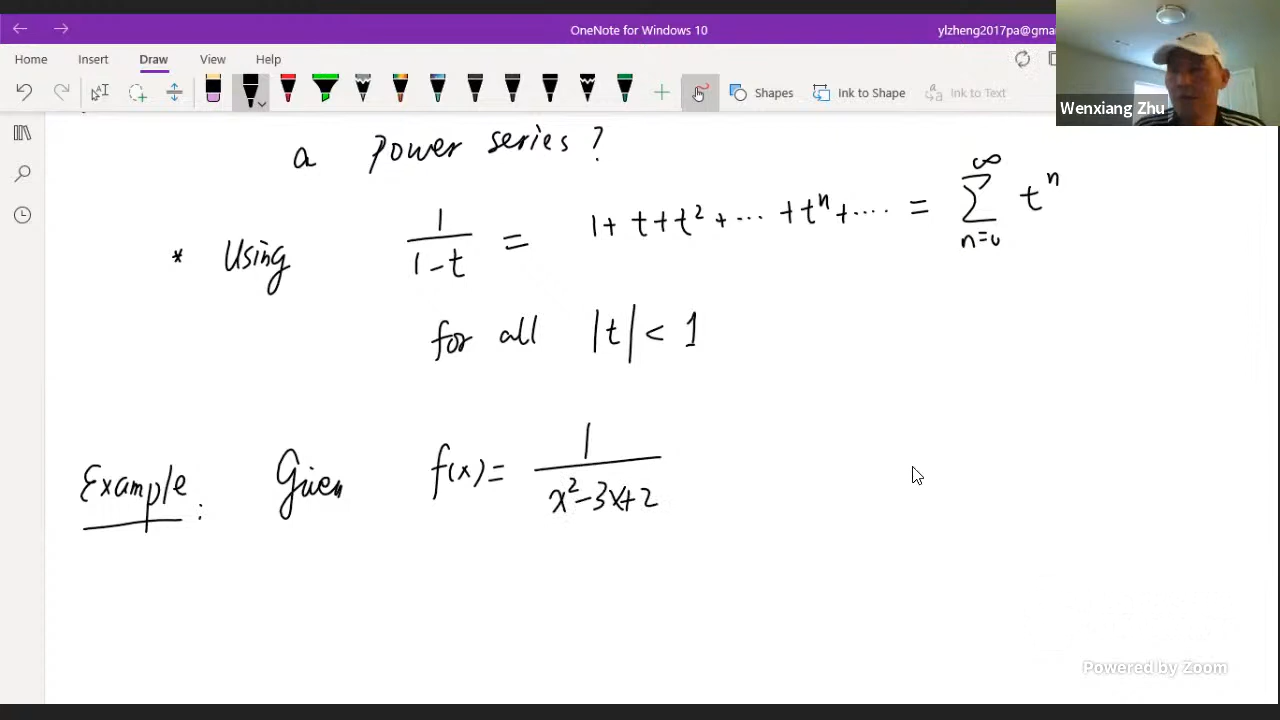 OneNote for Windows 10
ylzheng2017pa@gma
Home Insert Draw View Help
Shapes Ink to Shape Ink to Text
Wenxiang Zhu
a power series?
* Using 1/(1-t) = 1+t+t²+⋯+tⁿ+⋯ = ∑_{n=0}^{∞} tⁿ
for all |t| < 1
Example: Given f(x) = 1/(x²-3x+2)
Powered by Zoom